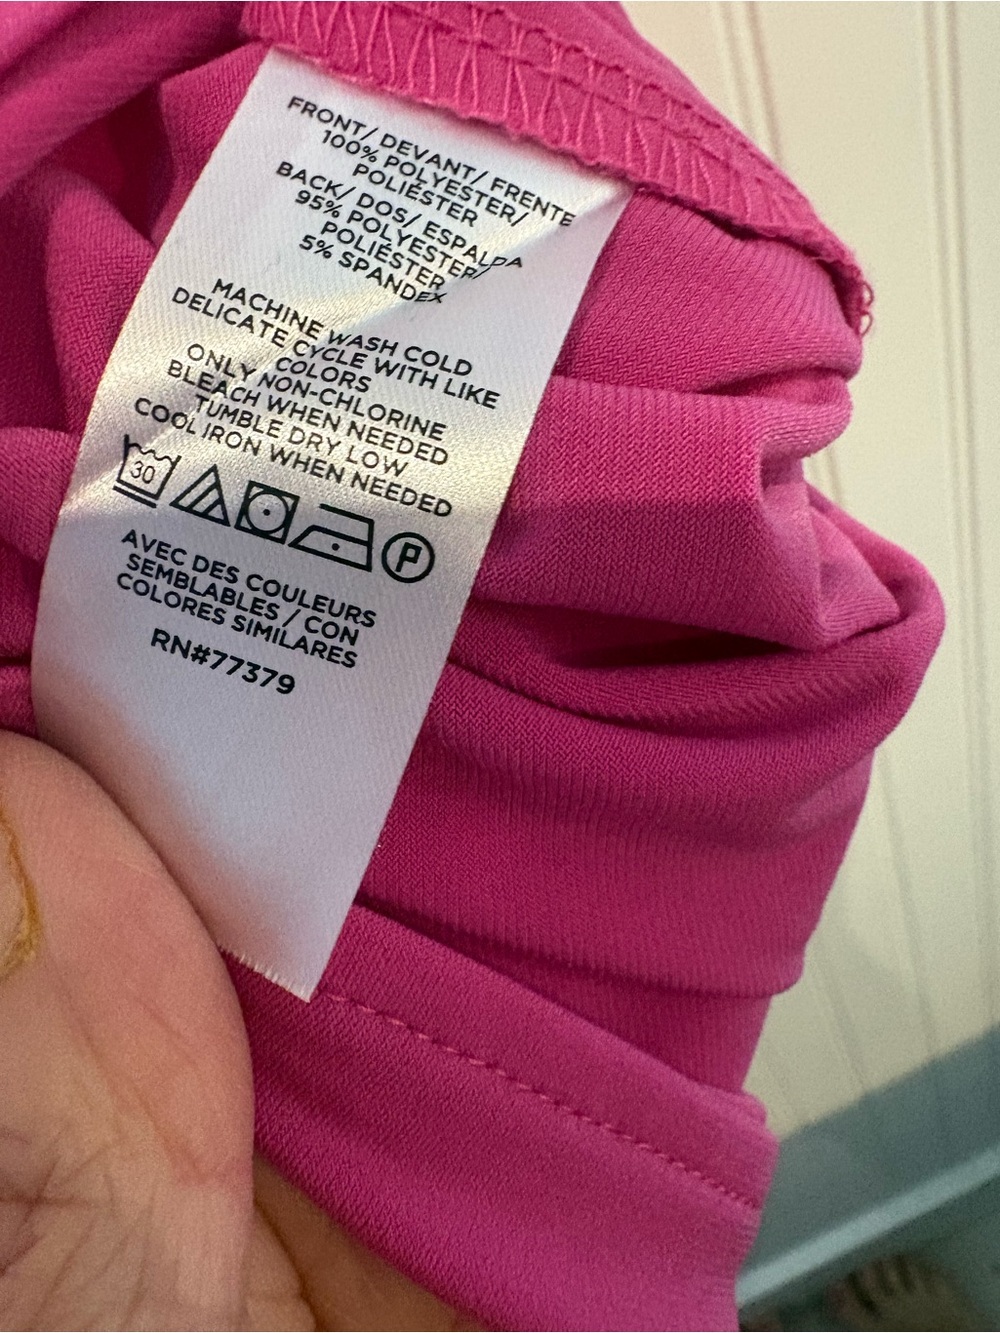 FRONT/ DEVANT/ FRENTE
100% POLYESTER/
POLIÉSTER
BACK/ DOS/ ESPALDA
95% POLYESTER/
POLIÉSTER
5% SPANDEX
MACHINE WASH COLD
DELICATE CYCLE WITH LIKE
COLORS
ONLY NON-CHLORINE
BLEACH WHEN NEEDED
TUMBLE DRY LOW
COOL IRON WHEN NEEDED
30 P
AVEC DES COULEURS
SEMBLABLES / CON
COLORES SIMILARES
RN#77379